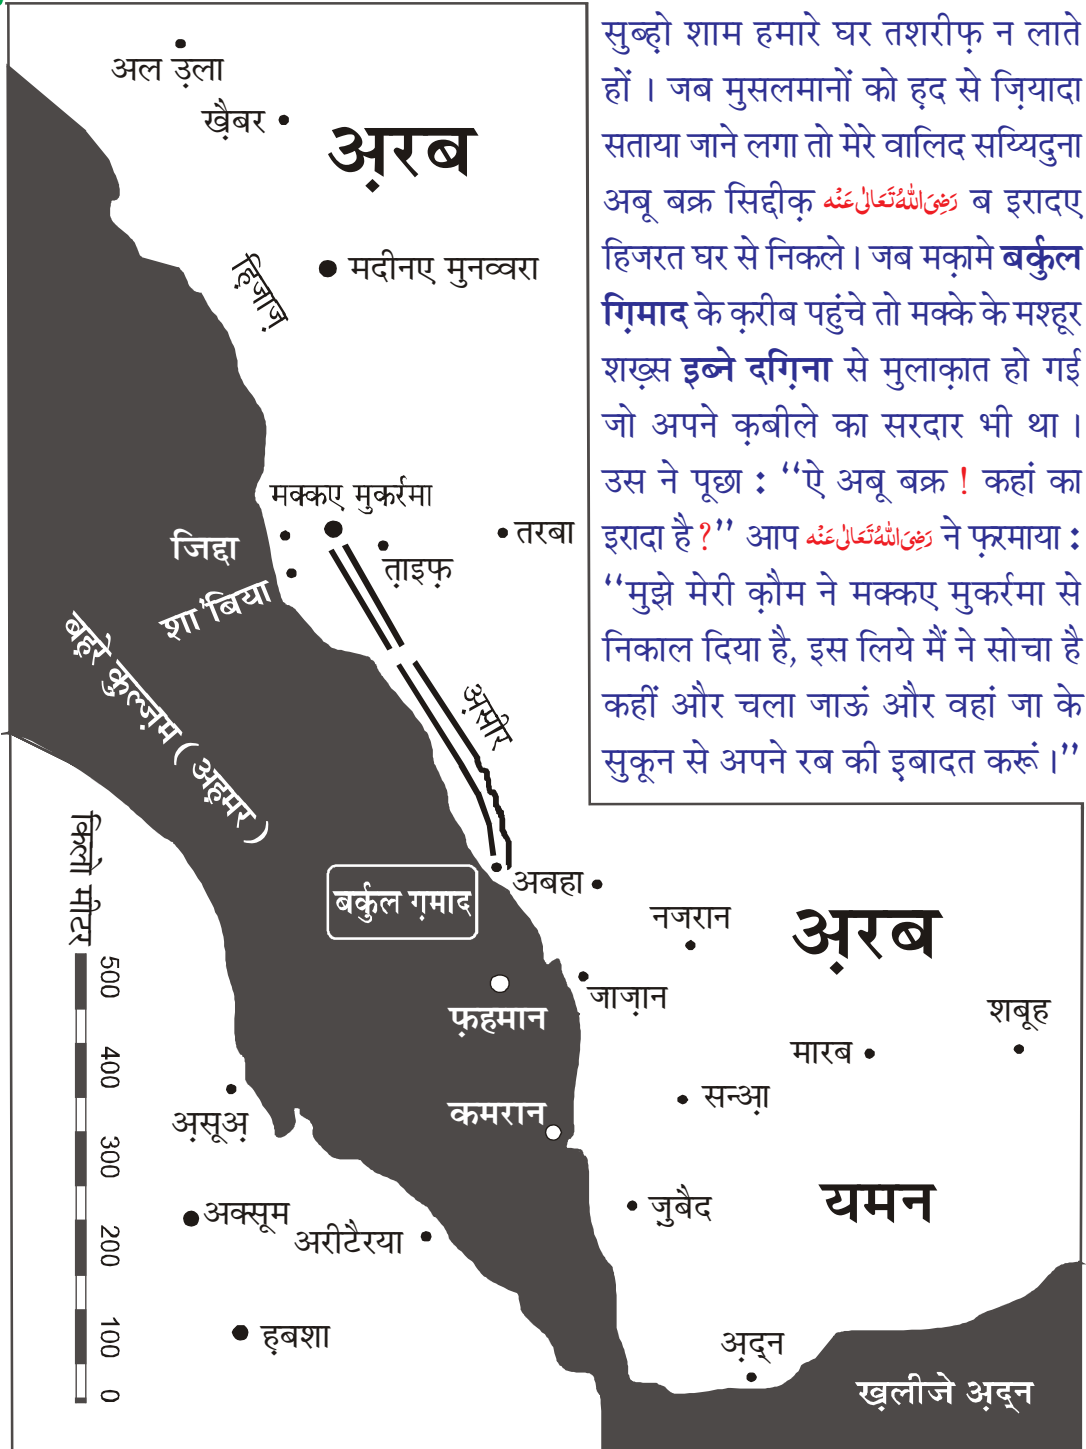 सुब्ह़ो शाम हमारे घर तशरीफ़ न लाते
हों । जब मुसलमानों को ह़द से ज़ियादा
सताया जाने लगा तो मेरे वालिद सय्यिदुना
अबू बक्र सिद्दीक़ رَضِیَ اللّٰہُ تَعَالٰی عَنْہ ब इरादए
हिजरत घर से निकले । जब मक़ामे बर्कुल
ग़िमाद के क़रीब पहुंचे तो मक्के के मश्हूर
शख़्स इब्ने दग़िना से मुलाक़ात हो गई
जो अपने क़बीले का सरदार भी था ।
उस ने पूछा : ‘‘ऐ अबू बक्र ! कहां का
इरादा है ?’’ आप رَضِیَ اللّٰہُ تَعَالٰی عَنْہ ने फ़रमाया :
‘‘मुझे मेरी क़ौम ने मक्कए मुकर्रमा से
निकाल दिया है, इस लिये मैं ने सोचा है
कहीं और चला जाऊं और वहां जा के
सुकून से अपने रब की इ़बादत करूं ।’’
अल उ़ला
ख़ैबर
अ़रब
मदीनए मुनव्वरा
ह़िजाज़
मक्कए मुकर्रमा
जिद्दा
त़ाइफ़
तरबा
शा'बिया
बह़रे कुल्ज़म ( अह़मर )
अ़सीर
बर्कुल ग़माद
अबहा
नजरान
अ़रब
जाज़ान
फ़हमान
शबूह
मारब
कमरान
सन्आ़
अ़सूअ़
जुबैद
यमन
अक्सूम
अरीटैरया
ह़बशा
अ़द्न
ख़लीजे अ़द्न
किलो मीटर
500
400
300
200
100
0